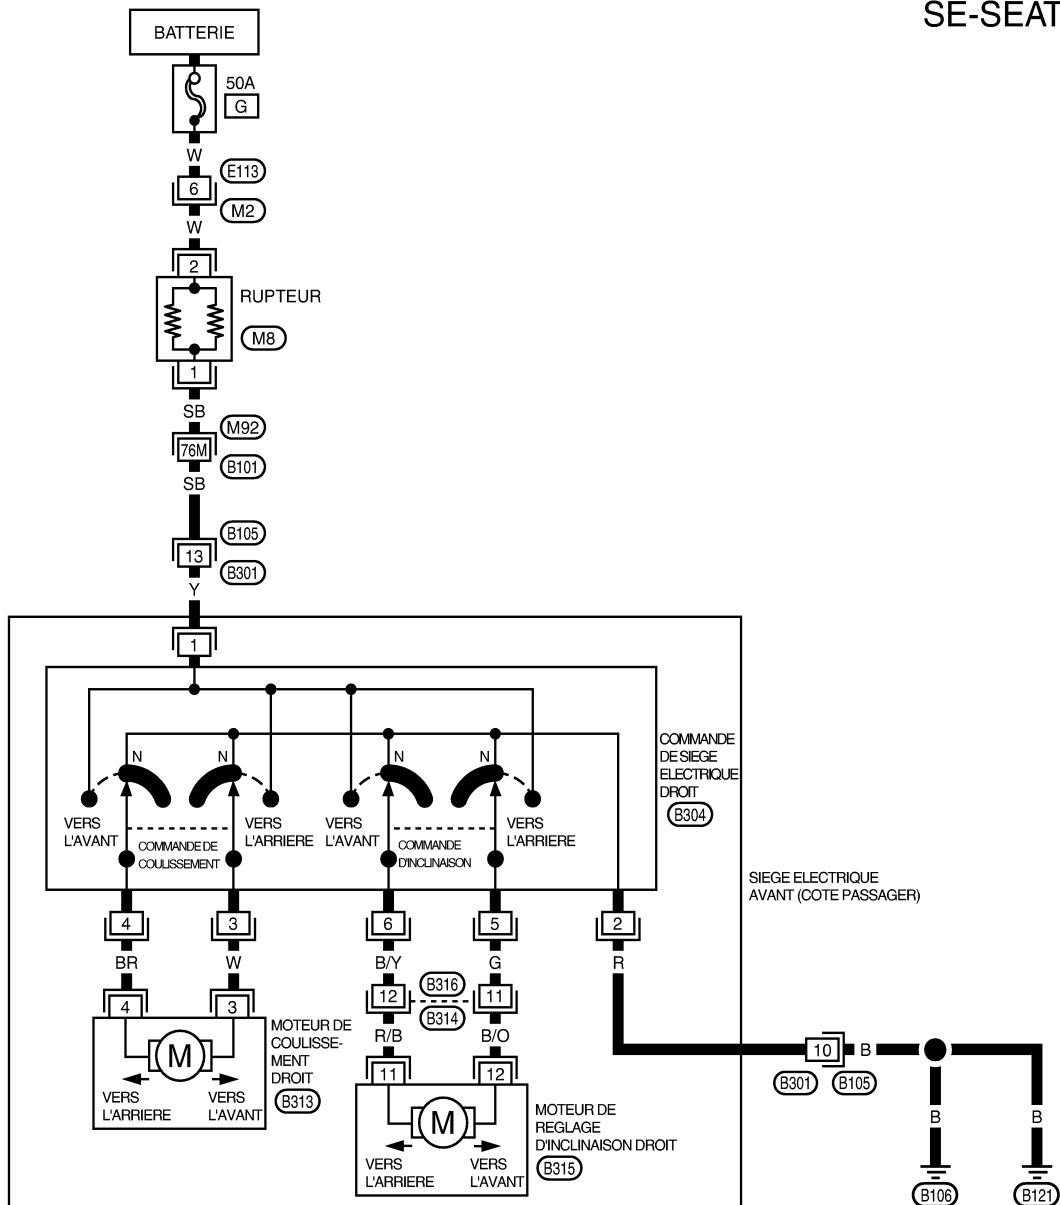 SE-SEAT
BATTERIE
50A
G
W
E113
6
M2
W
2
RUPTEUR
M8
1
SB
M92
76M
B101
SB
B105
13
B301
Y
1
N
N
N
N
COMMANDE
DE SIEGE
ELECTRIQUE
DROIT
B304
VERS
L'AVANT
COMMANDE DE
COULISSEMENT
VERS
L'ARRIERE
VERS
L'AVANT
COMMANDE
D'INCLINAISON
VERS
L'ARRIERE
SIEGE ELECTRIQUE
AVANT (COTE PASSAGER)
4
3
6
5
2
BR
W
B/Y
G
R
12
B316
11
B314
4
3
R/B
B/O
MOTEUR DE
COULISSE-
MENT
DROIT
B313
M
VERS
L'ARRIERE
VERS
L'AVANT
11
12
10
B
B301
B105
MOTEUR DE
REGLAGE
D'INCLINAISON DROIT
B315
M
VERS
L'ARRIERE
VERS
L'AVANT
B
B
B106
B121